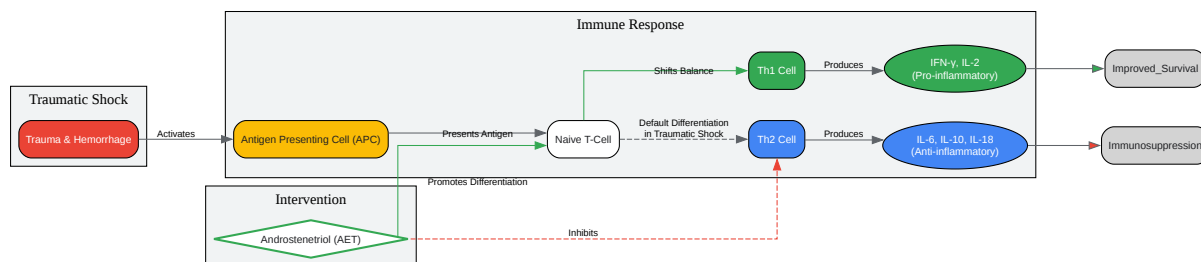 Immune Response
Traumatic Shock
Trauma & Hemorrhage
Activates
Antigen Presenting Cell (APC)
Presents Antigen
Naive T-Cell
Shifts Balance
Th1 Cell
Produces
IFN-γ, IL-2
(Pro-inflammatory)
Improved_Survival
Default Differentiation
in Traumatic Shock
Th2 Cell
Produces
IL-6, IL-10, IL-18
(Anti-inflammatory)
Immunosuppression
Promotes Differentiation
Intervention
Androstenetriol (AET)
Inhibits